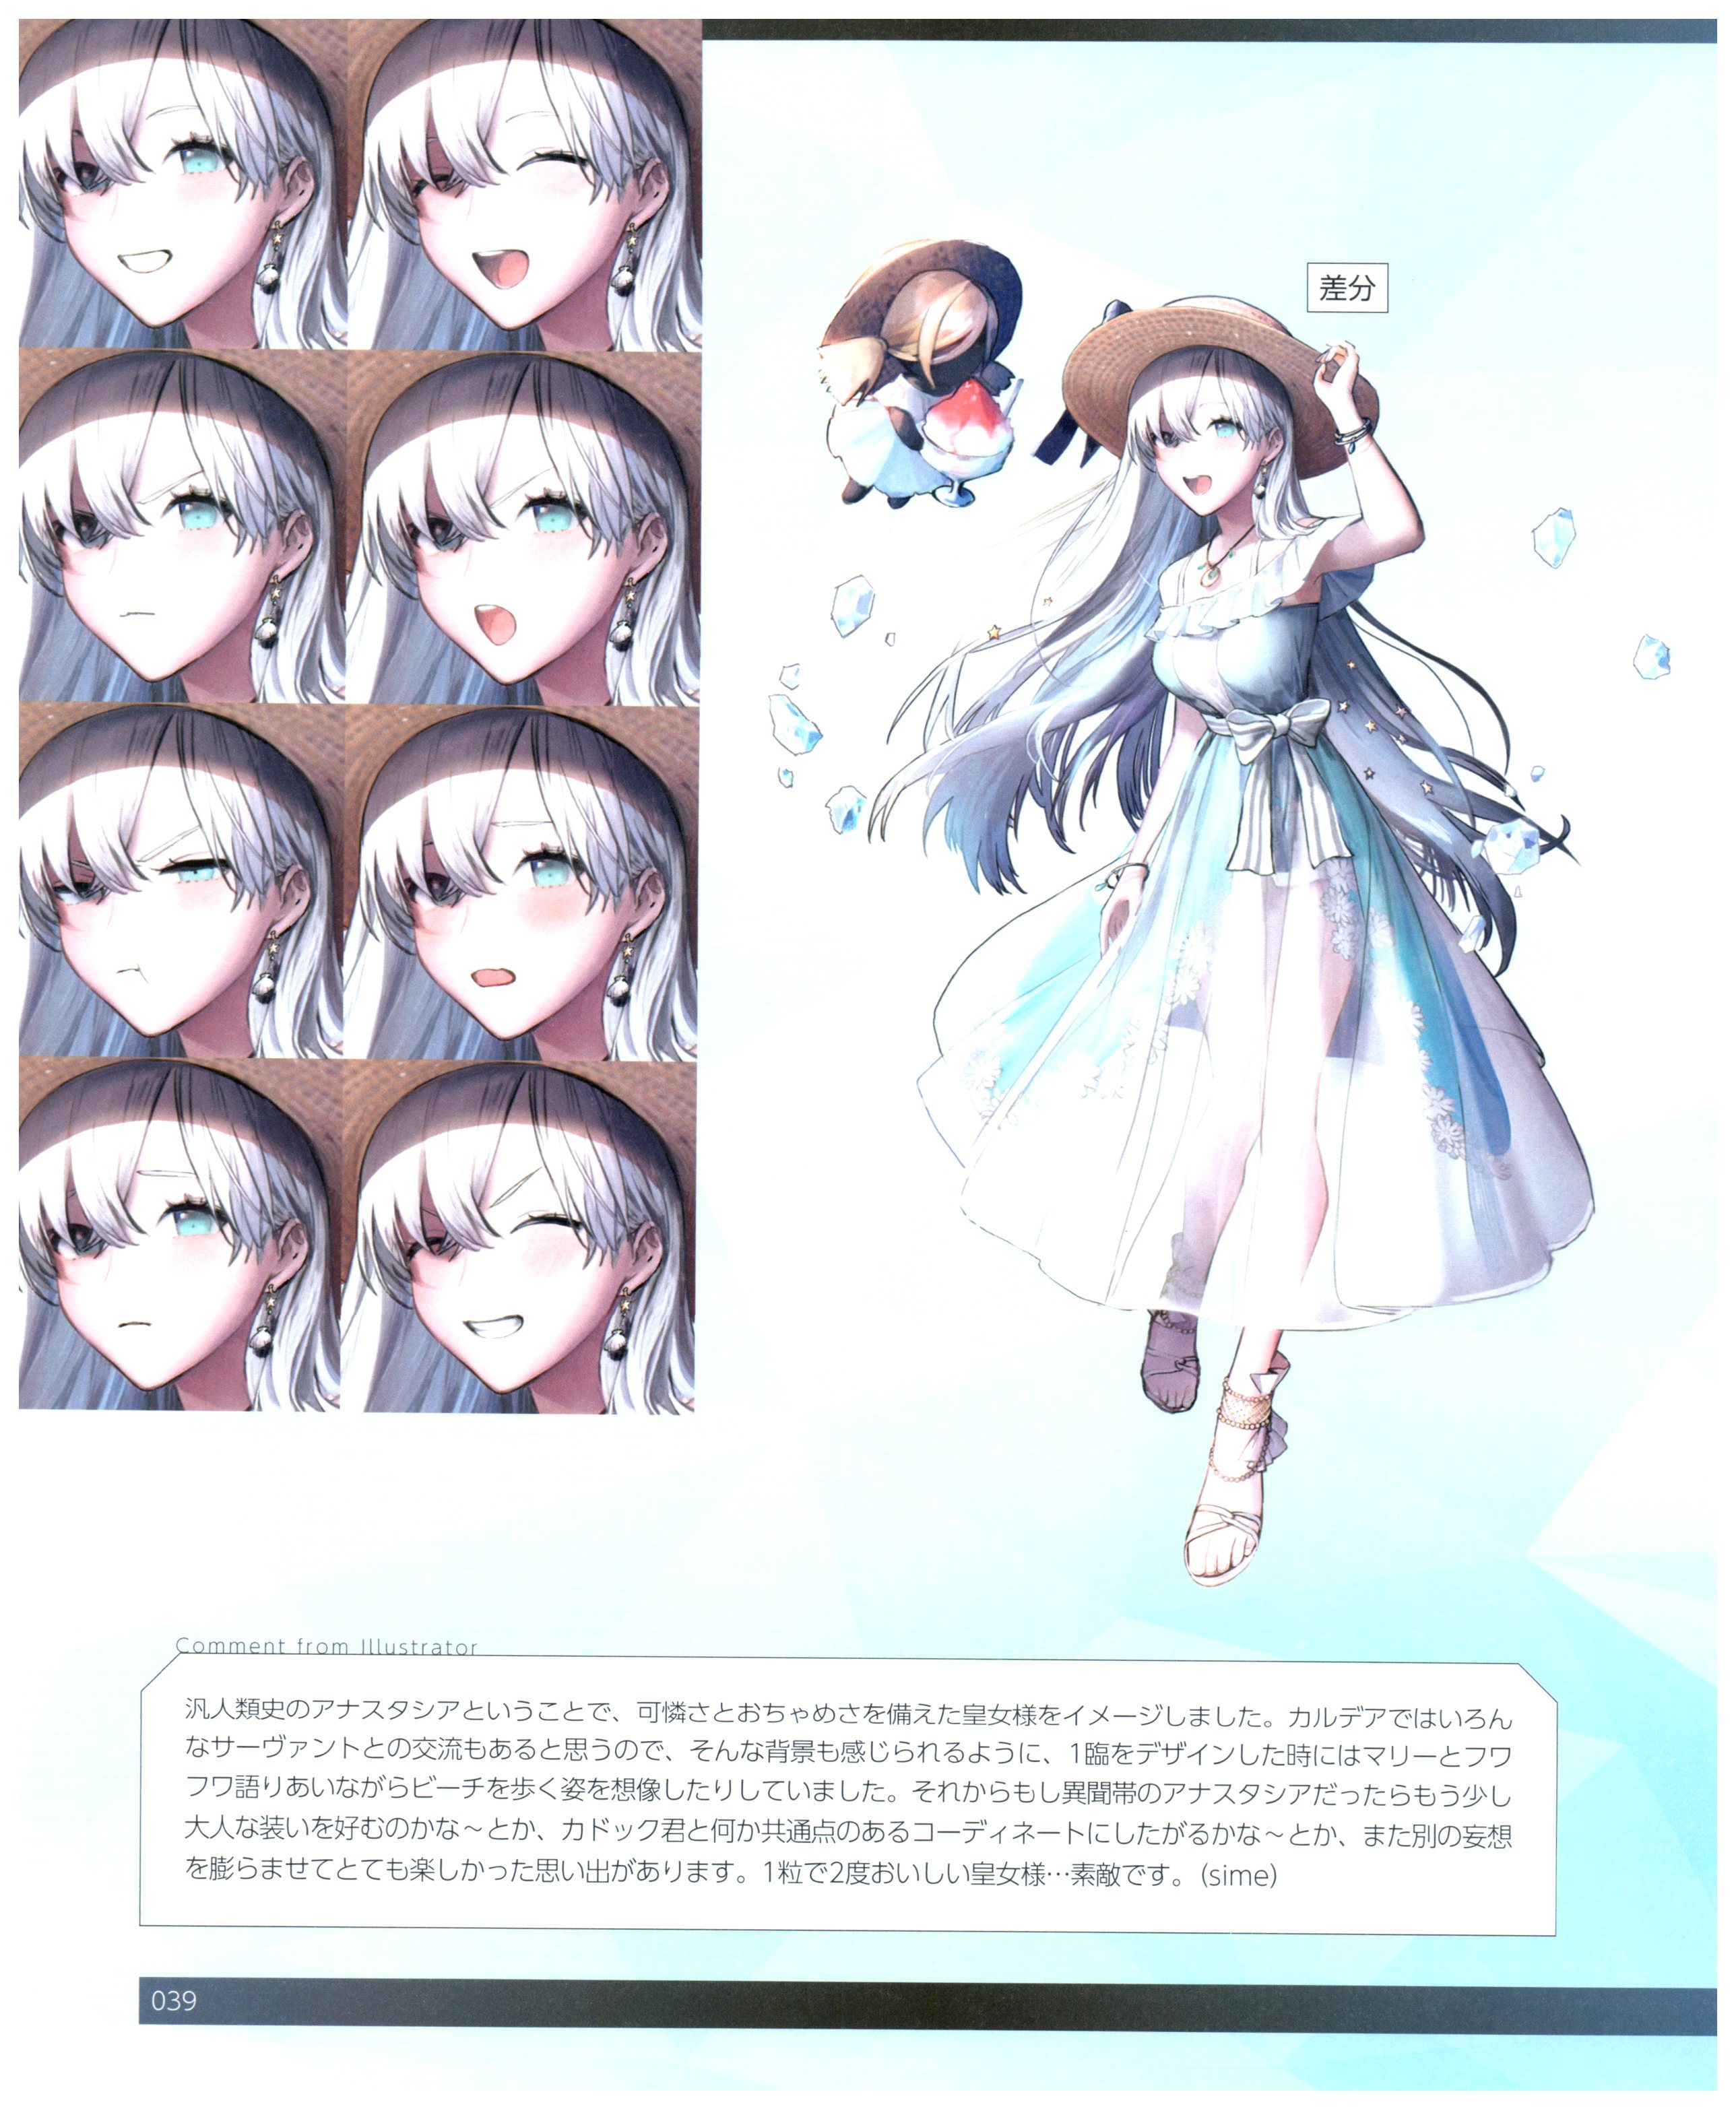 差分
Comment from Illustrator
汎人類史のアナスタシアということで、可憐さとおちゃめさを備えた皇女様をイメージしました。カルデアではいろん
なサーヴァントとの交流もあると思うので、そんな背景も感じられるように、1臨をデザインした時にはマリーとフワ
フワ語りあいながらビーチを歩く姿を想像したりしていました。それからもし異聞帯のアナスタシアだったらもう少し
大人な装いを好むのかな～とか、カドック君と何か共通点のあるコーディネートにしたがるかな～とか、また別の妄想
を膨らませてとても楽しかった思い出があります。1粒で2度おいしい皇女様…素敵です。(sime)
039